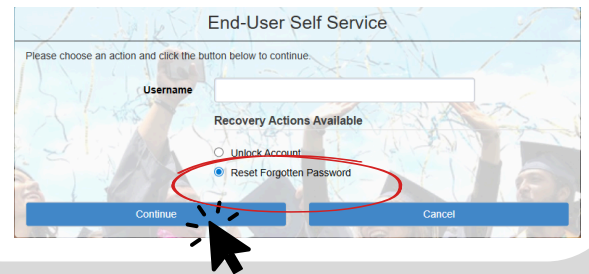 End-User Self Service
Please choose an action and click the button below to continue.
Username
Recovery Actions Available
Unlock Account
Reset Forgotten Password
Continue Cancel